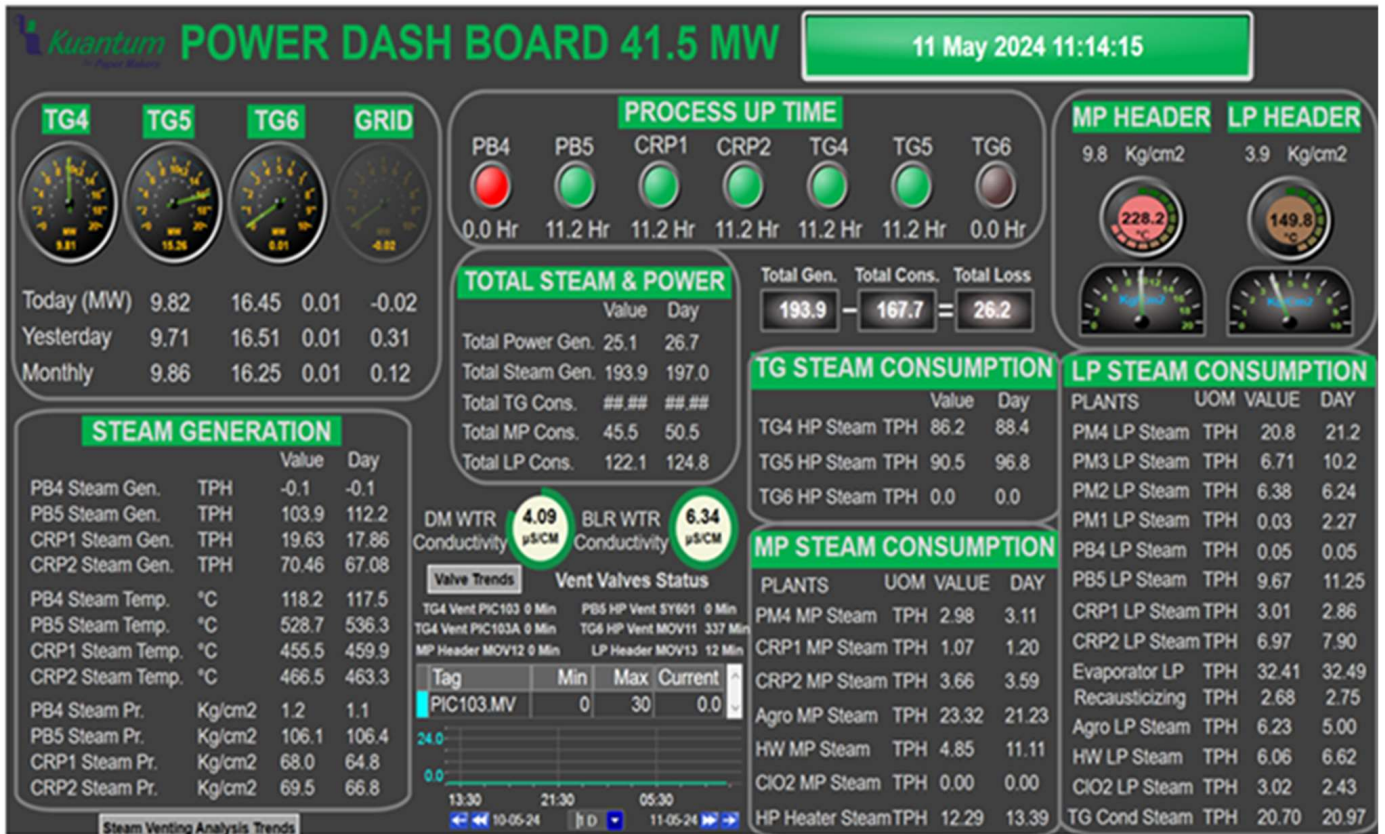 Kuantum POWER DASH BOARD 41.5 MW
11 May 2024 11:14:15
TG4 TG5 TG6 GRID
MW MW MW MW
9.81 15.26 0.01 -0.02
Today (MW) 9.82 16.45 0.01 -0.02
Yesterday 9.71 16.51 0.01 0.31
Monthly 9.86 16.25 0.01 0.12
PROCESS UP TIME
PB4 PB5 CRP1 CRP2 TG4 TG5 TG6
0.0 Hr 11.2 Hr 11.2 Hr 11.2 Hr 11.2 Hr 11.2 Hr 0.0 Hr
MP HEADER LP HEADER
9.8 Kg/cm2 3.9 Kg/cm2
228.2 °C 149.8 °C
Kg/cm2 Kg/cm2
TOTAL STEAM & POWER
Value Day
Total Power Gen. 25.1 26.7
Total Steam Gen. 193.9 197.0
Total TG Cons. ##.## ##.##
Total MP Cons. 45.5 50.5
Total LP Cons. 122.1 124.8
Total Gen. Total Cons. Total Loss
193.9 – 167.7 = 26.2
STEAM GENERATION
Value Day
PB4 Steam Gen. TPH -0.1 -0.1
PB5 Steam Gen. TPH 103.9 112.2
CRP1 Steam Gen. TPH 19.63 17.86
CRP2 Steam Gen. TPH 70.46 67.08
PB4 Steam Temp. °C 118.2 117.5
PB5 Steam Temp. °C 528.7 536.3
CRP1 Steam Temp. °C 455.5 459.9
CRP2 Steam Temp. °C 466.5 463.3
PB4 Steam Pr. Kg/cm2 1.2 1.1
PB5 Steam Pr. Kg/cm2 106.1 106.4
CRP1 Steam Pr. Kg/cm2 68.0 64.8
CRP2 Steam Pr. Kg/cm2 69.5 66.8
Steam Venting Analysis Trends
DM WTR Conductivity 4.09 µS/CM BLR WTR Conductivity 6.34 µS/CM
Valve Trends Vent Valves Status
TG4 Vent PIC103 0 Min PB5 HP Vent SY601 0 Min
TG4 Vent PIC103A 0 Min TG6 HP Vent MOV11 337 Min
MP Header MOV12 0 Min LP Header MOV13 12 Min
Tag Min Max Current
PIC103.MV 0 30 0.0
24.0
0.0
13:30 21:30 05:30
10-05-24 1 D 11-05-24
TG STEAM CONSUMPTION
Value Day
TG4 HP Steam TPH 86.2 88.4
TG5 HP Steam TPH 90.5 96.8
TG6 HP Steam TPH 0.0 0.0
MP STEAM CONSUMPTION
PLANTS UOM VALUE DAY
PM4 MP Steam TPH 2.98 3.11
CRP1 MP Steam TPH 1.07 1.20
CRP2 MP Steam TPH 3.66 3.59
Agro MP Steam TPH 23.32 21.23
HW MP Steam TPH 4.85 11.11
ClO2 MP Steam TPH 0.00 0.00
HP Heater Steam TPH 12.29 13.39
LP STEAM CONSUMPTION
PLANTS UOM VALUE DAY
PM4 LP Steam TPH 20.8 21.2
PM3 LP Steam TPH 6.71 10.2
PM2 LP Steam TPH 6.38 6.24
PM1 LP Steam TPH 0.03 2.27
PB4 LP Steam TPH 0.05 0.05
PB5 LP Steam TPH 9.67 11.25
CRP1 LP Steam TPH 3.01 2.86
CRP2 LP Steam TPH 6.97 7.90
Evaporator LP TPH 32.41 32.49
Recausticizing TPH 2.68 2.75
Agro LP Steam TPH 6.23 5.00
HW LP Steam TPH 6.06 6.62
ClO2 LP Steam TPH 3.02 2.43
TG Cond Steam TPH 20.70 20.97